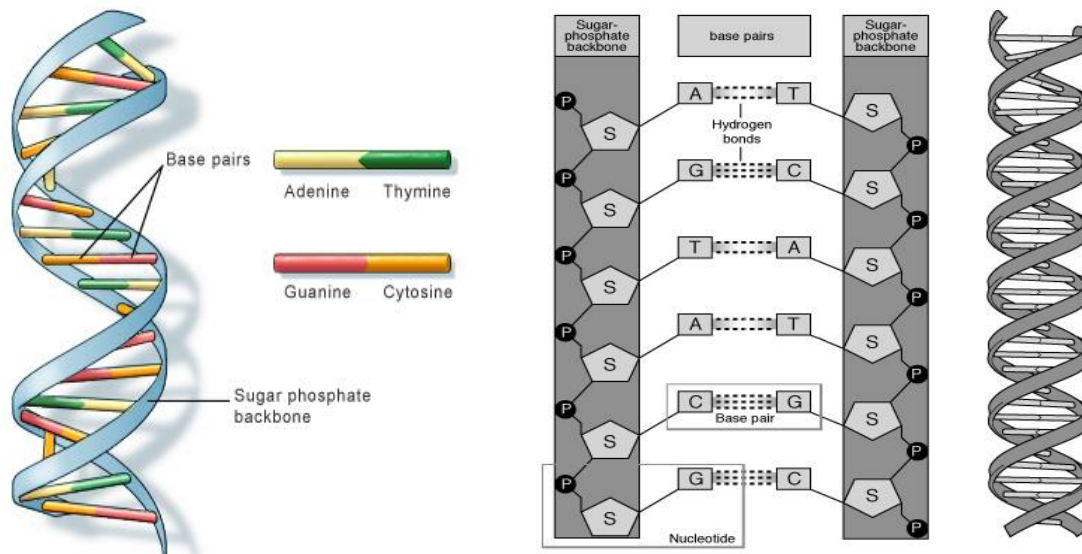 Base pairs
Adenine Thymine
Guanine Cytosine
Sugar phosphate
backbone
Sugar-
phosphate
backbone
base pairs
Sugar-
phosphate
backbone
P
S
A
T
S
P
Hydrogen
bonds
P
S
G
C
S
P
P
S
T
A
S
P
P
S
A
T
S
P
P
S
C
G
S
P
Base pair
P
S
G
C
S
P
Nucleotide